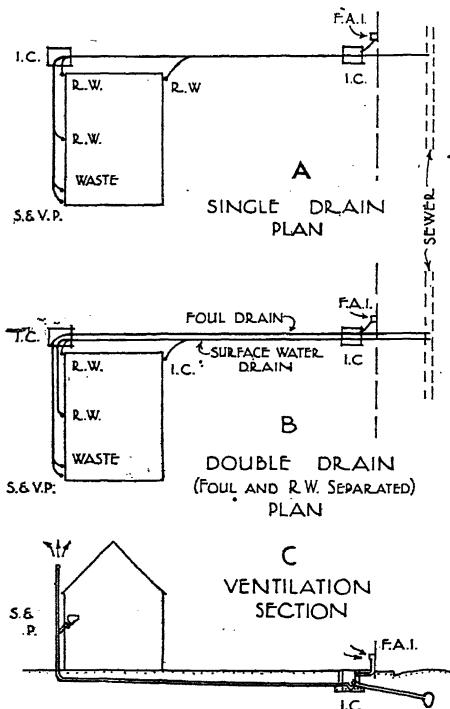 F.A.I.
I.C.
R.W.
R.W
I.C.
R.W.
WASTE
S.& V.P.
A
SINGLE DRAIN
PLAN
SEWER
F.A.I.
FOUL DRAIN
I.C.
I.C
SURFACE WATER
DRAIN
R.W.
I.C.
R.W.
WASTE
S.& V.P.
B
DOUBLE DRAIN
(FOUL AND R.W. SEPARATED)
PLAN
C
VENTILATION
SECTION
S.&
.P.
F.A.I.
I.C.